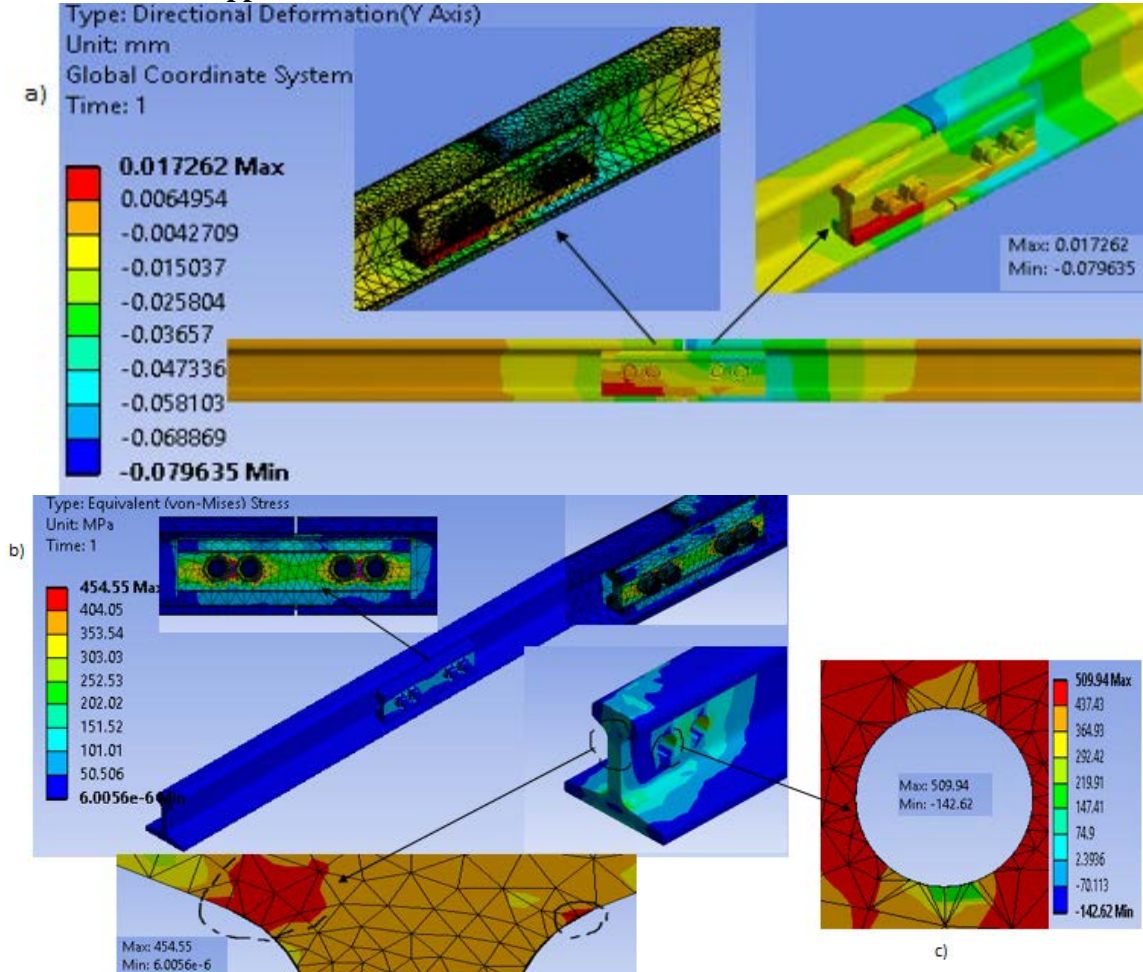 Type: Directional Deformation(Y Axis)
Unit: mm
Global Coordinate System
Time: 1
a)
0.017262 Max
0.0064954
-0.0042709
-0.015037
-0.025804
-0.03657
-0.047336
-0.058103
-0.068869
-0.079635 Min
Max: 0.017262
Min: -0.079635
Type: Equivalent (von-Mises) Stress
Unit: MPa
Time: 1
b)
454.55 Max
404.05
353.54
303.03
252.53
202.02
151.52
101.01
50.506
6.0056e-6 Min
Max: 454.55
Min: 6.0056e-6
Max: 509.94
Min: -142.62
509.94 Max
437.43
364.93
292.42
219.91
147.41
74.9
2.3936
-70.113
-142.62 Min
c)